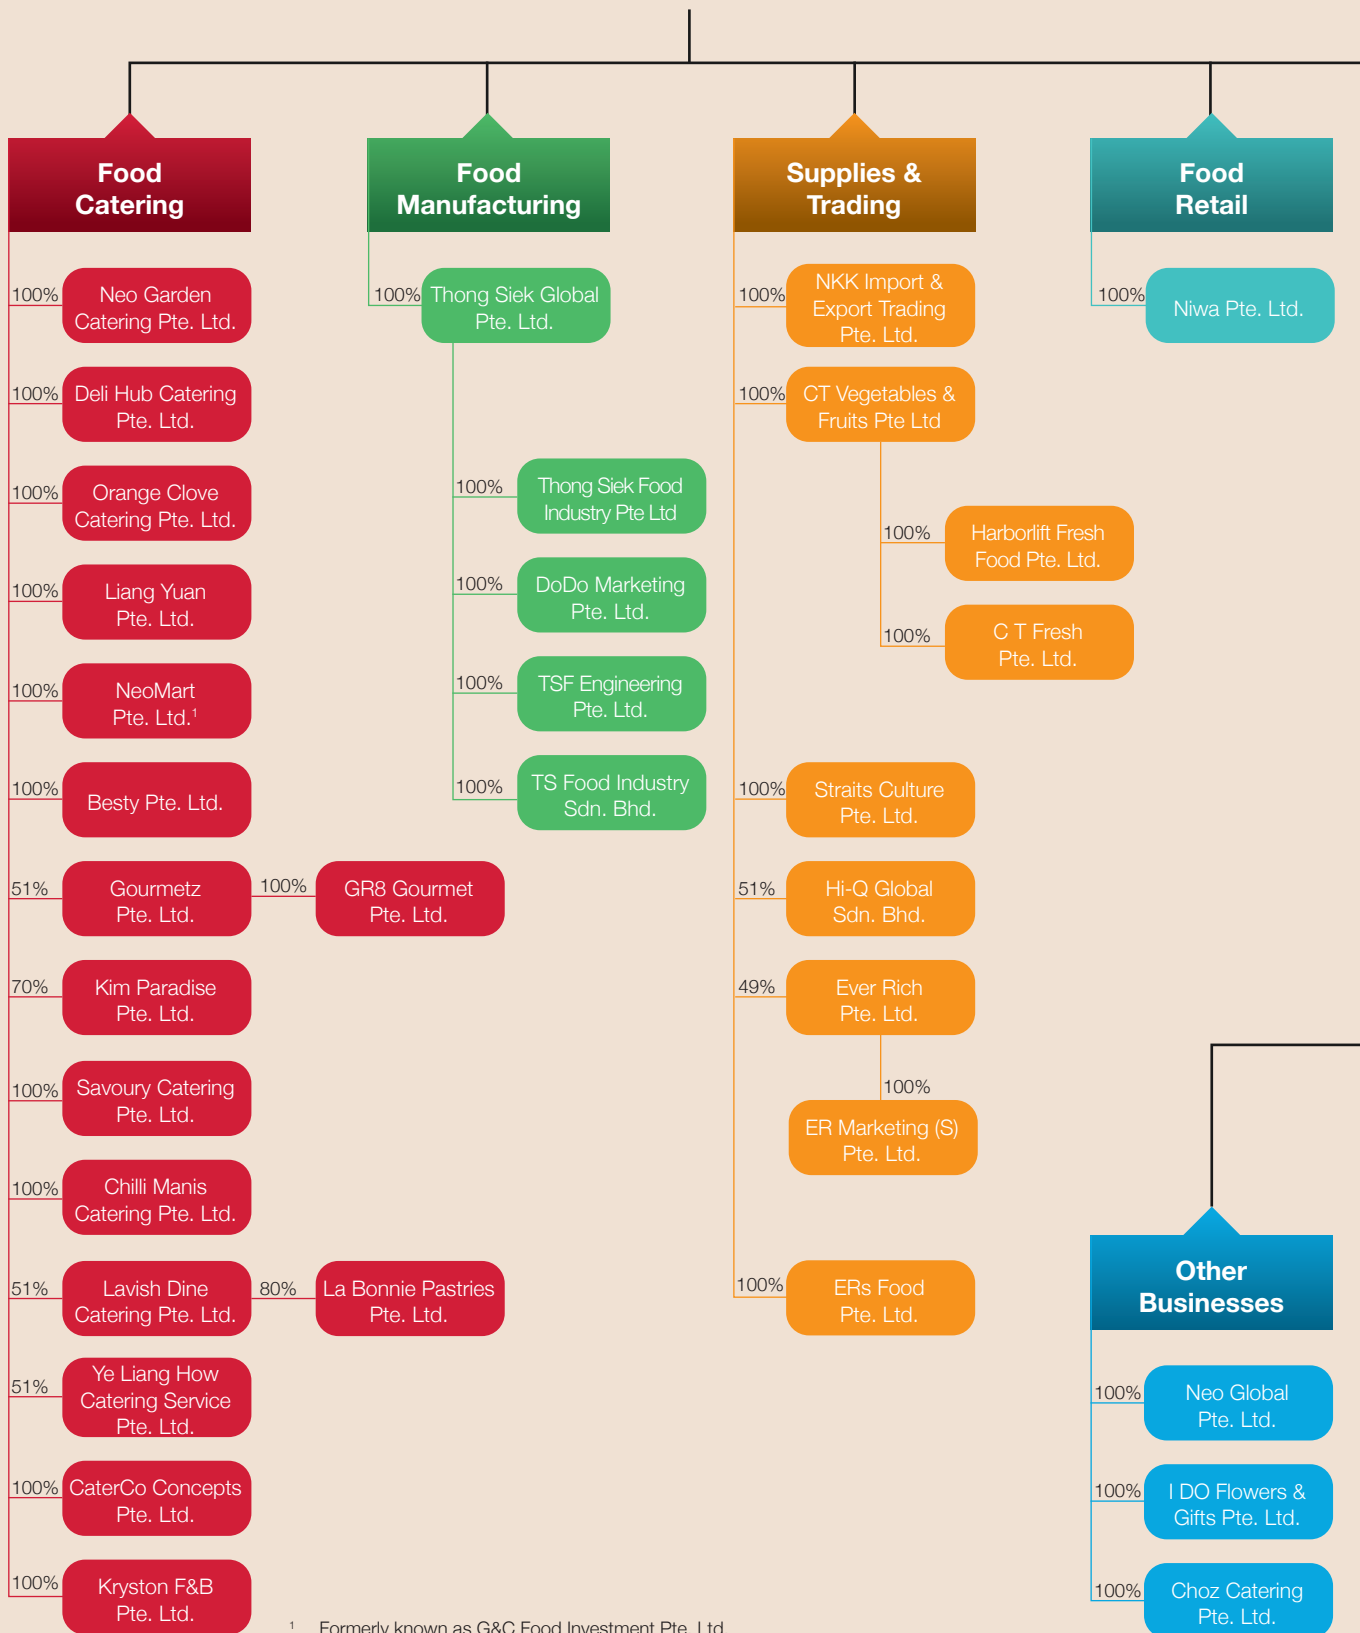 Food
Catering
100%
Neo Garden
Catering Pte. Ltd.
100%
Deli Hub Catering
Pte. Ltd.
100%
Orange Clove
Catering Pte. Ltd.
100%
Liang Yuan
Pte. Ltd.
100%
NeoMart
Pte. Ltd.¹
100%
Besty Pte. Ltd.
51%
Gourmetz
Pte. Ltd.
100%
GR8 Gourmet
Pte. Ltd.
70%
Kim Paradise
Pte. Ltd.
100%
Savoury Catering
Pte. Ltd.
100%
Chilli Manis
Catering Pte. Ltd.
51%
Lavish Dine
Catering Pte. Ltd.
80%
La Bonnie Pastries
Pte. Ltd.
51%
Ye Liang How
Catering Service
Pte. Ltd.
100%
CaterCo Concepts
Pte. Ltd.
100%
Kryston F&B
Pte. Ltd.
Food
Manufacturing
100%
Thong Siek Global
Pte. Ltd.
100%
Thong Siek Food
Industry Pte Ltd
100%
DoDo Marketing
Pte. Ltd.
100%
TSF Engineering
Pte. Ltd.
100%
TS Food Industry
Sdn. Bhd.
Supplies &
Trading
100%
NKK Import &
Export Trading
Pte. Ltd.
100%
CT Vegetables &
Fruits Pte Ltd
100%
Harborlift Fresh
Food Pte. Ltd.
100%
C T Fresh
Pte. Ltd.
100%
Straits Culture
Pte. Ltd.
51%
Hi-Q Global
Sdn. Bhd.
49%
Ever Rich
Pte. Ltd.
100%
ER Marketing (S)
Pte. Ltd.
100%
ERs Food
Pte. Ltd.
Food
Retail
100%
Niwa Pte. Ltd.
Other
Businesses
100%
Neo Global
Pte. Ltd.
100%
I DO Flowers &
Gifts Pte. Ltd.
100%
Choz Catering
Pte. Ltd.
¹ Formerly known as G&C Food Investment Pte. Ltd.